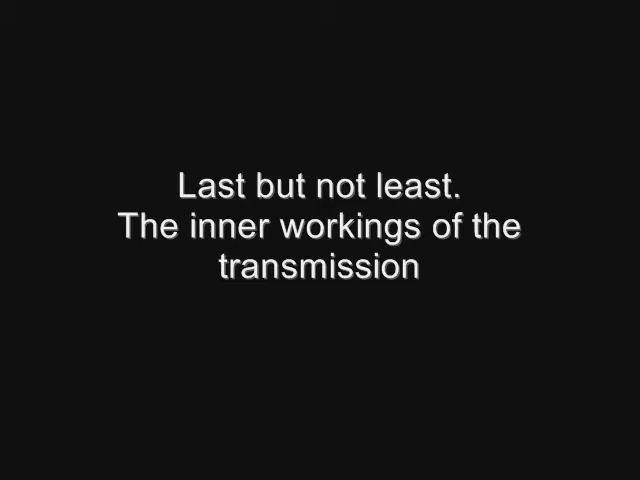 Last but not least.
The inner workings of the
transmission